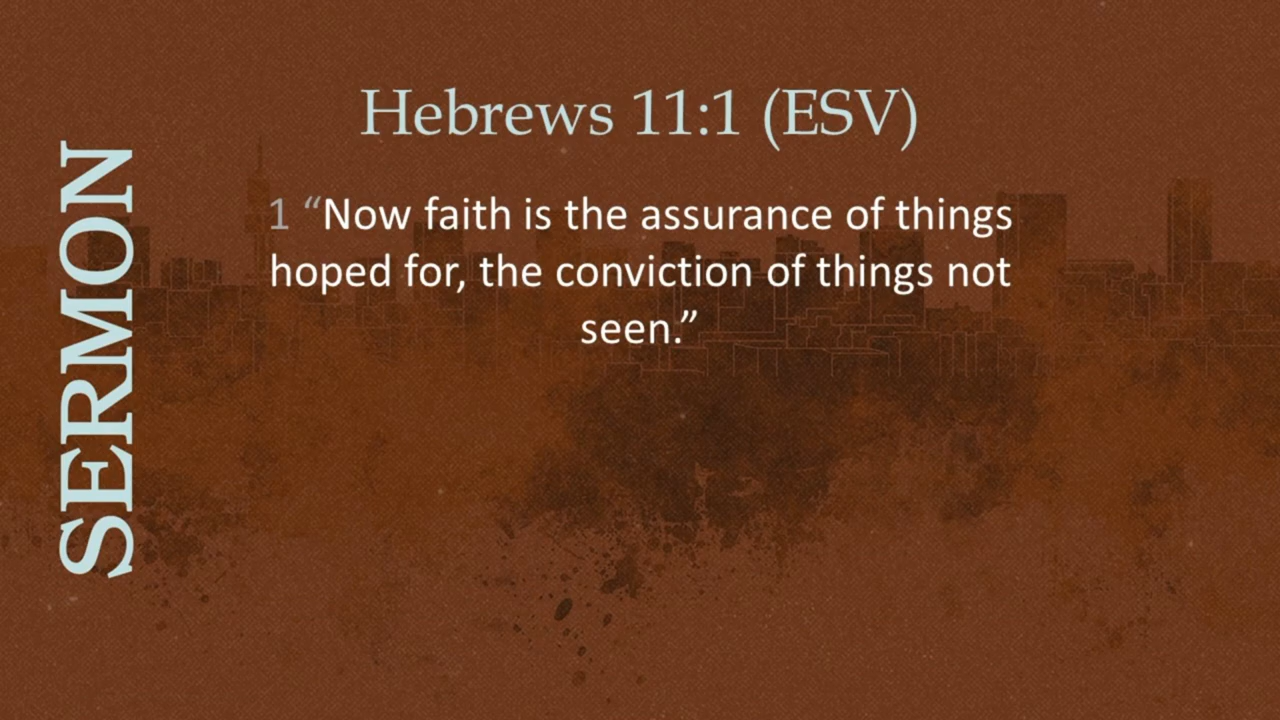 SERMON
Hebrews 11:1 (ESV)
1 “Now faith is the assurance of things
hoped for, the conviction of things not
seen.”